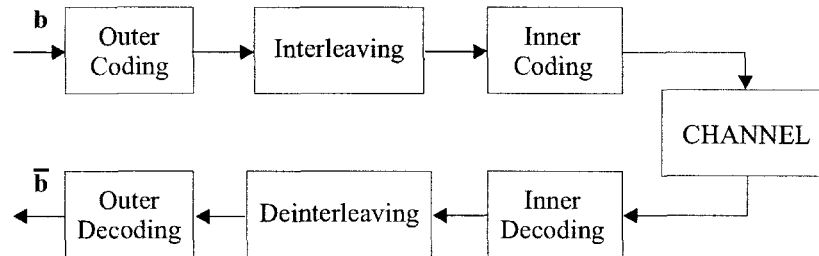 b
Outer
Coding
Interleaving
Inner
Coding
CHANNEL
b̅
Outer
Decoding
Deinterleaving
Inner
Decoding